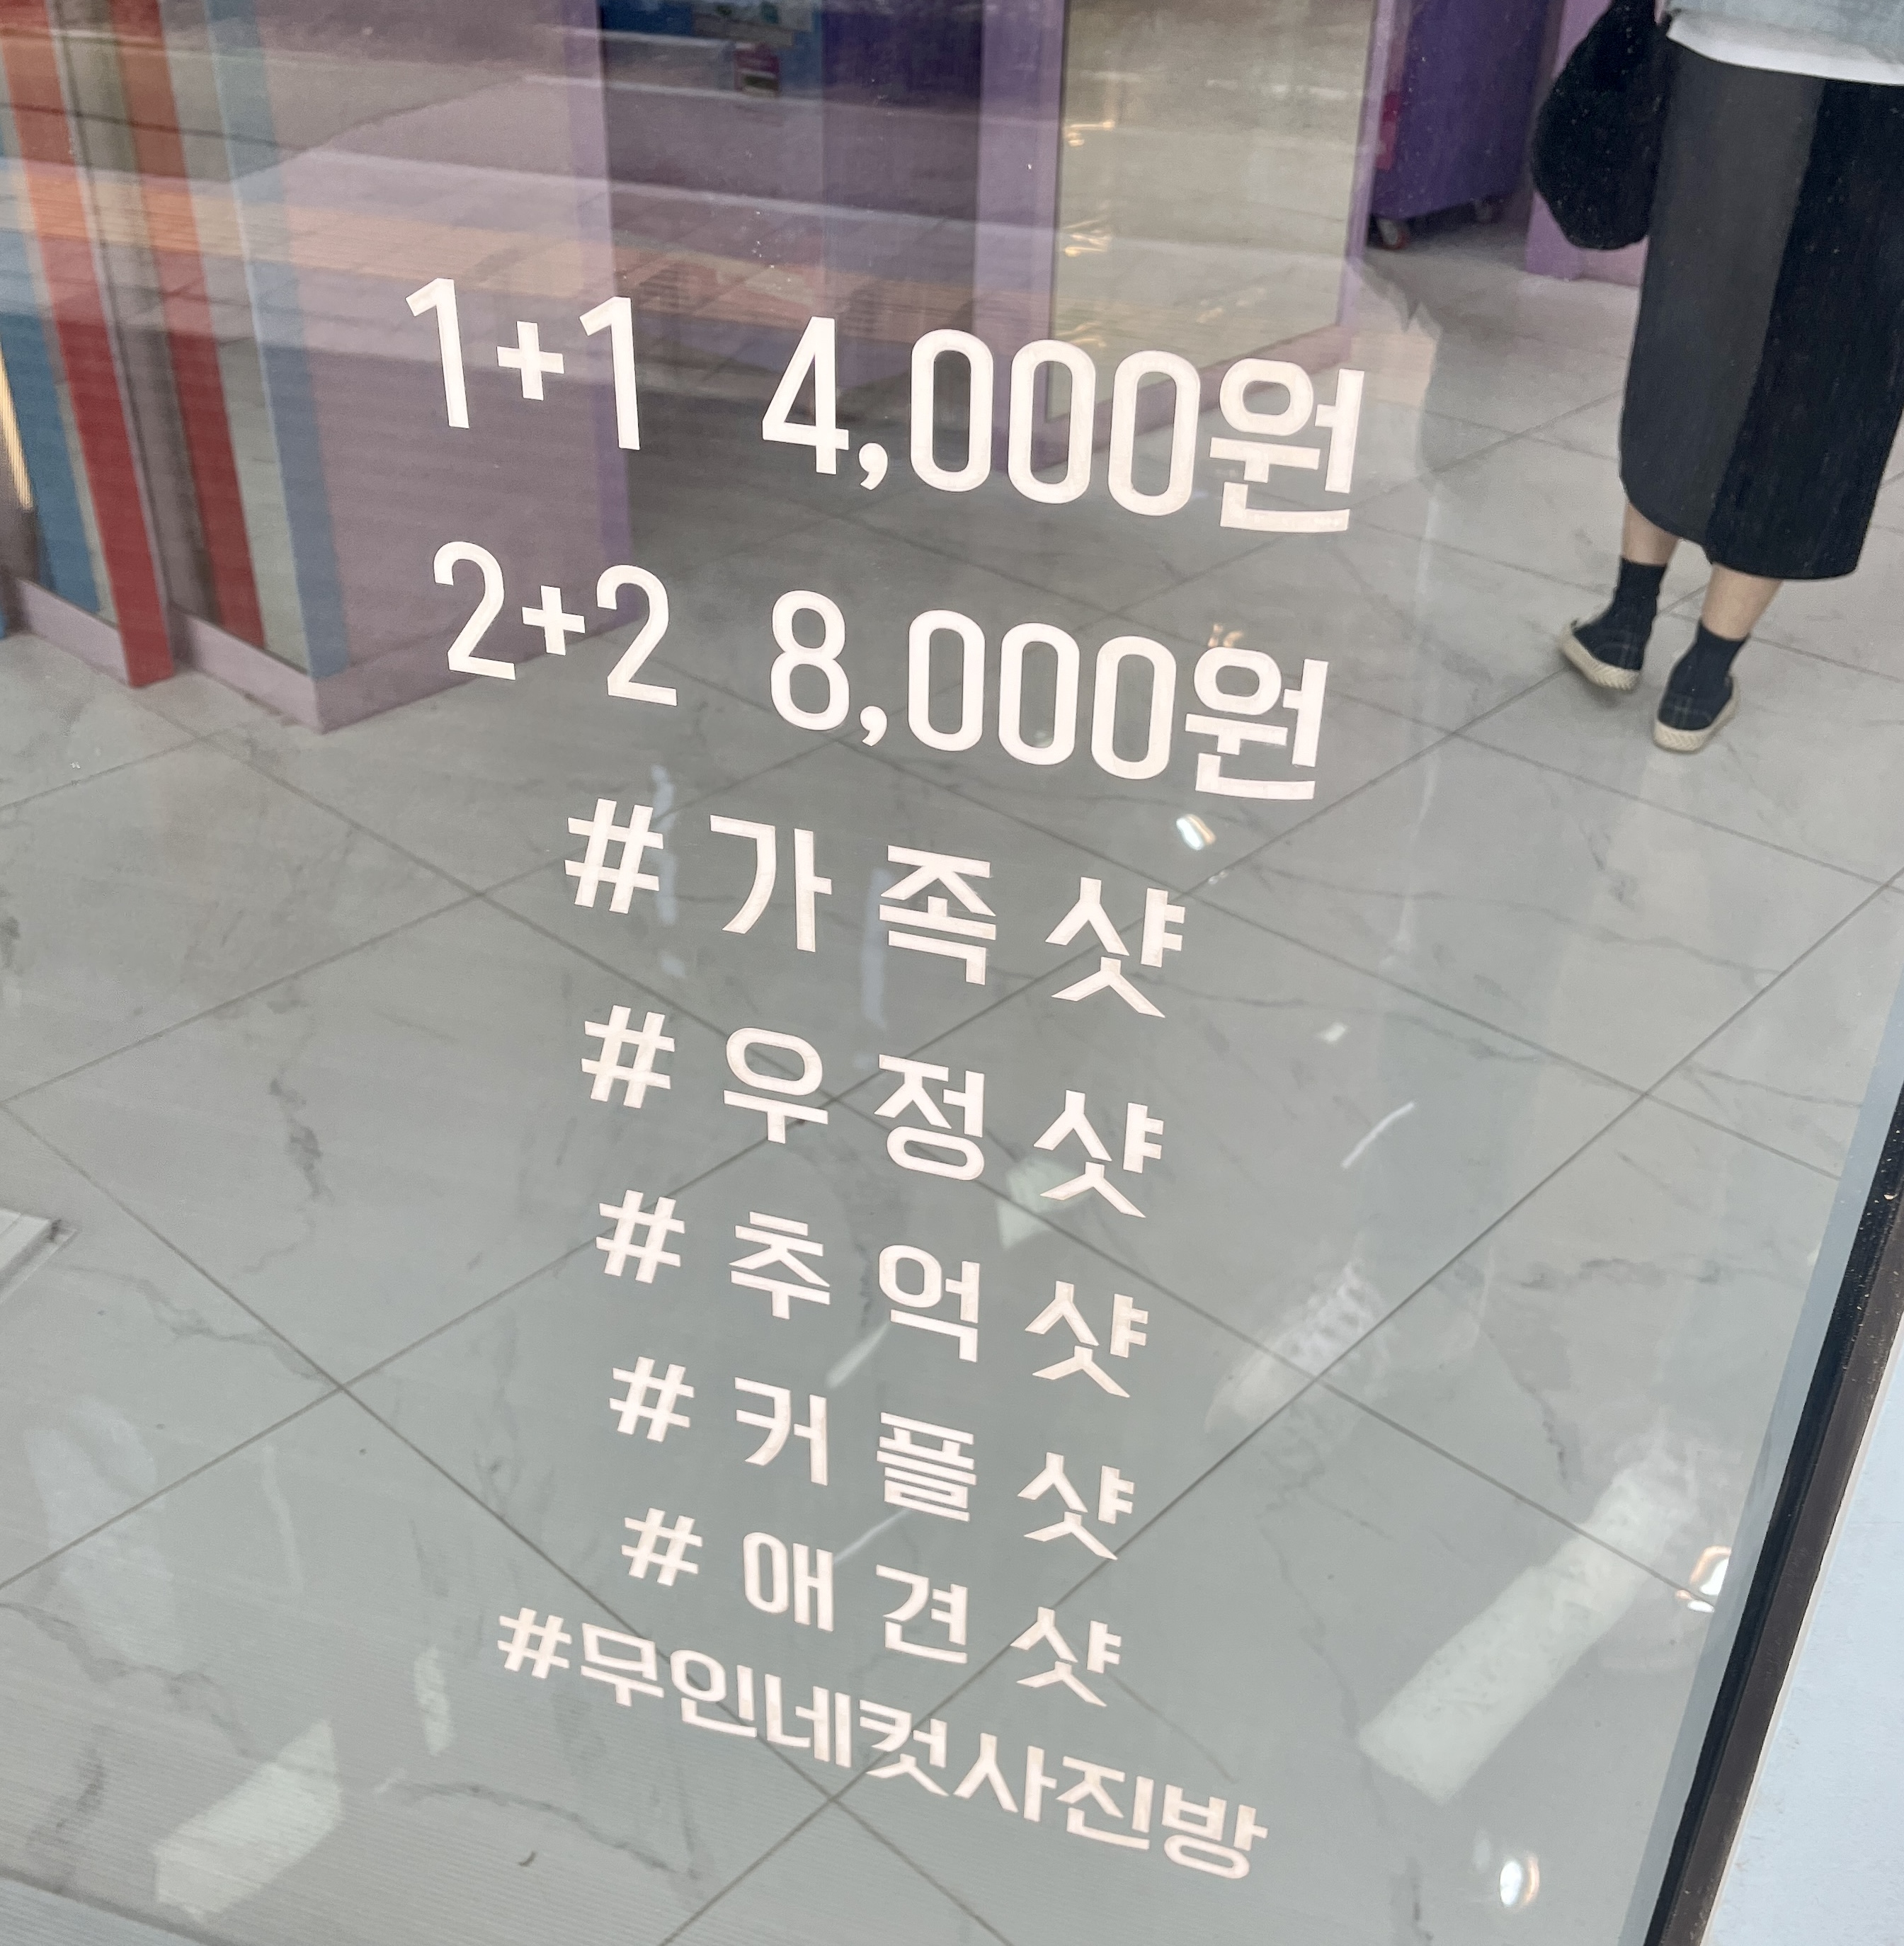 1+1 4,000원
2+2 8,000원
# 가 족 샷
# 우 정 샷
# 추 억 샷
# 커 플 샷
# 애 견 샷
#무인네컷사진방